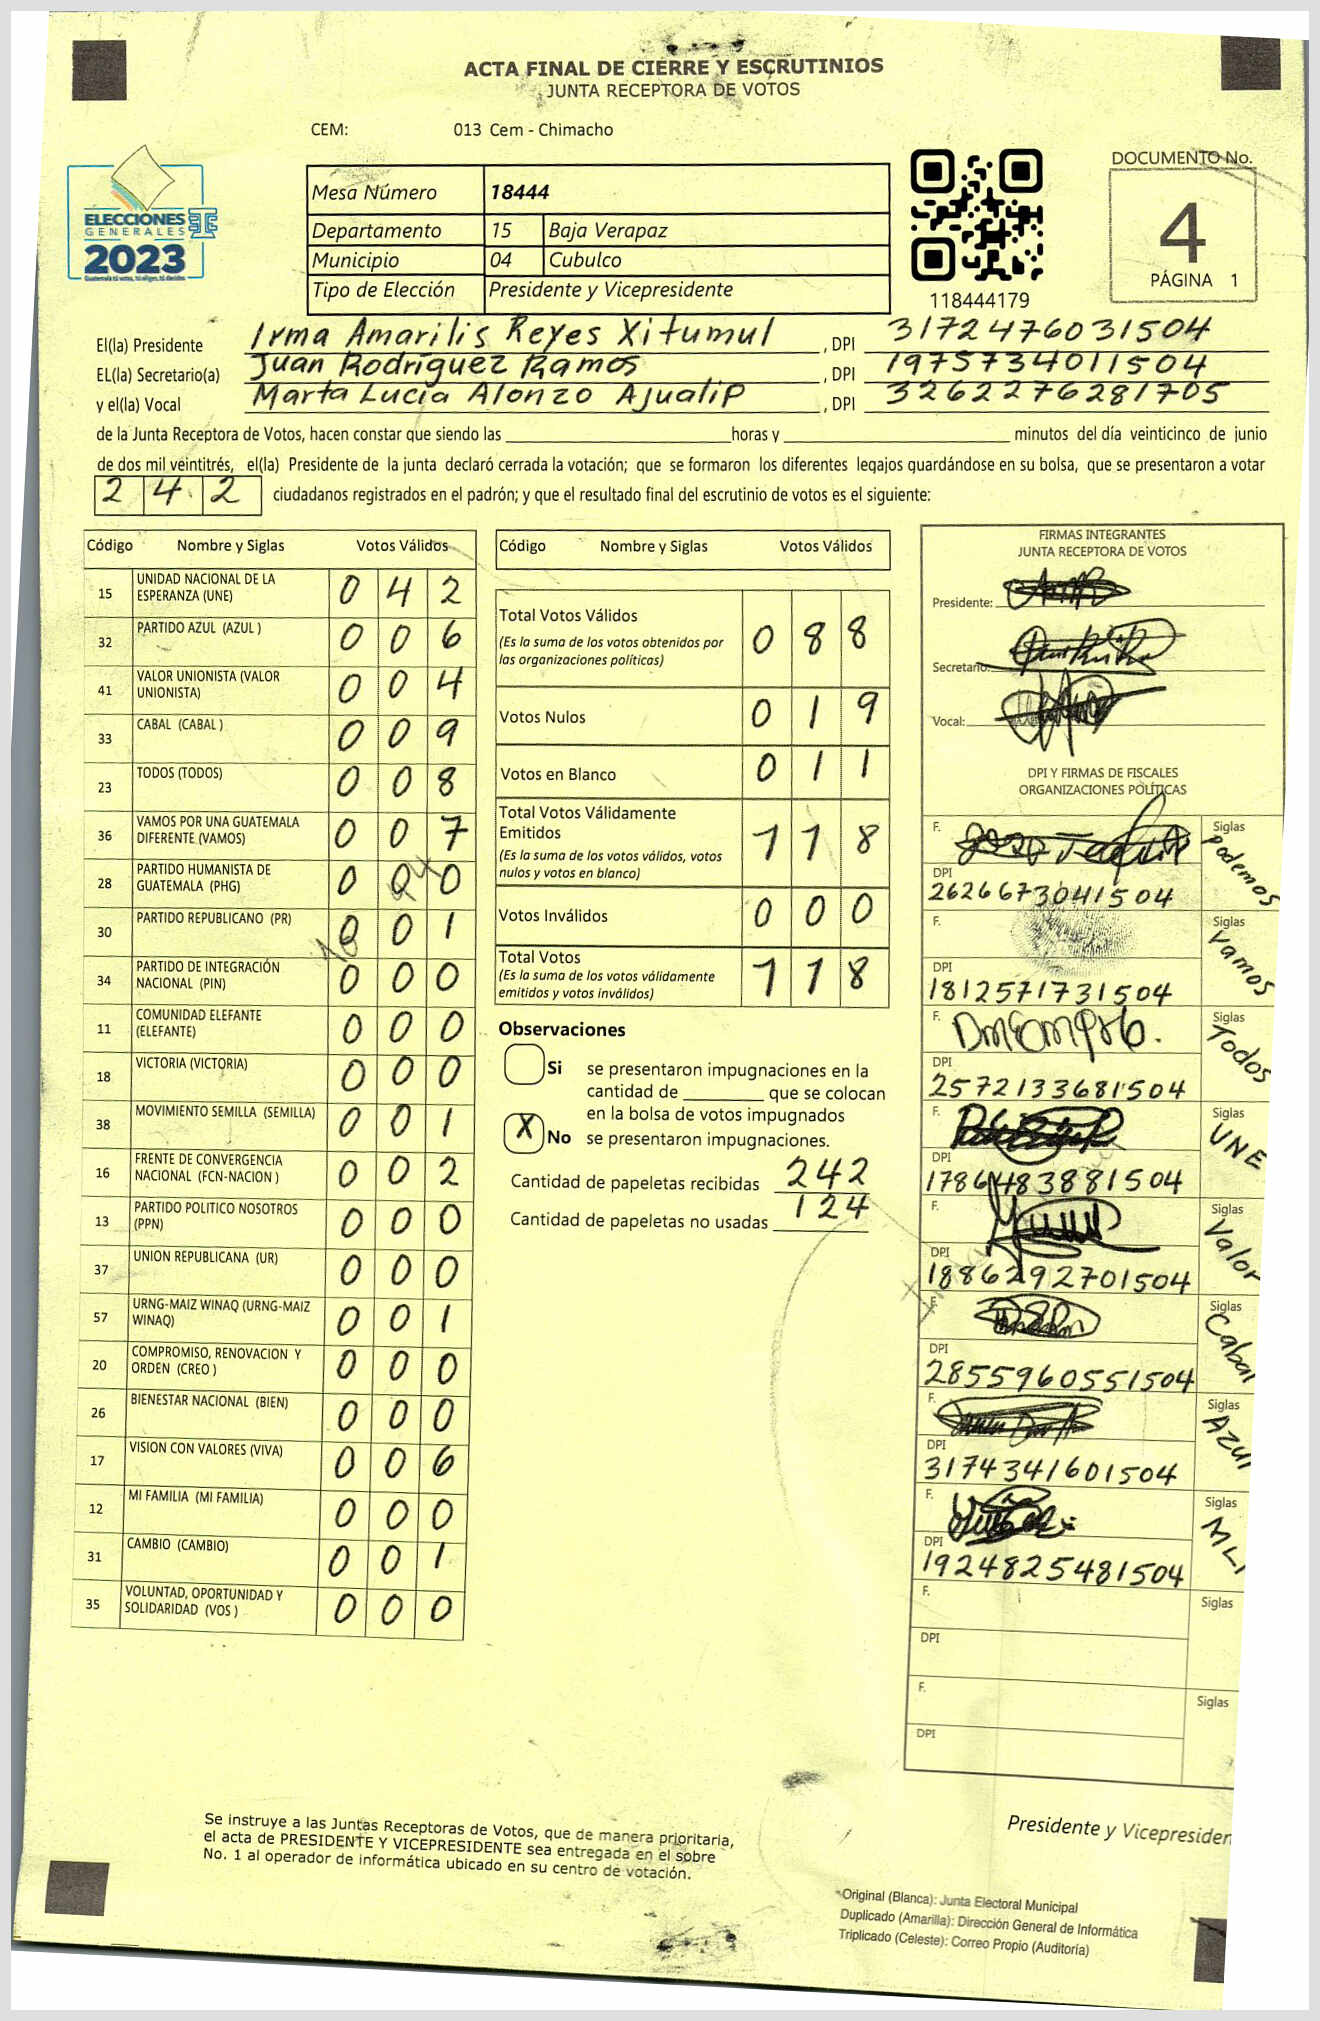 ACTA FINAL DE CIERRE Y ESCRUTINIOS
JUNTA RECEPTORA DE VOTOS
CEM: 013 Cem - Chimacho
ELECCIONES
GENERALES
2023
Guatemala tú votas, tú eliges, tú decides
Mesa Número 18444
Departamento 15 Baja Verapaz
Municipio 04 Cubulco
Tipo de Elección Presidente y Vicepresidente
118444179
DOCUMENTO No.
4
PÁGINA 1
El(la) Presidente Irma Amarilis Reyes Xitumul , DPI 3172476031504
EL(la) Secretario(a) Juan Rodríguez Ramos , DPI 1975734011504
y el(la) Vocal Marta Lucía Alonzo Ajualip , DPI 3262276281705
de la Junta Receptora de Votos, hacen constar que siendo las horas y minutos del día veinticinco de junio
de dos mil veintitrés, el(la) Presidente de la junta declaró cerrada la votación; que se formaron los diferentes legajos guardándose en su bolsa, que se presentaron a votar
2 4 2 ciudadanos registrados en el padrón; y que el resultado final del escrutinio de votos es el siguiente:
Código Nombre y Siglas Votos Válidos
15 UNIDAD NACIONAL DE LA ESPERANZA (UNE) 0 4 2
32 PARTIDO AZUL (AZUL ) 0 0 6
41 VALOR UNIONISTA (VALOR UNIONISTA) 0 0 4
33 CABAL (CABAL ) 0 0 9
23 TODOS (TODOS) 0 0 8
36 VAMOS POR UNA GUATEMALA DIFERENTE (VAMOS) 0 0 7
28 PARTIDO HUMANISTA DE GUATEMALA (PHG) 0 0 0
30 PARTIDO REPUBLICANO (PR) 0 0 1
34 PARTIDO DE INTEGRACIÓN NACIONAL (PIN) 0 0 0
11 COMUNIDAD ELEFANTE (ELEFANTE) 0 0 0
18 VICTORIA (VICTORIA) 0 0 0
38 MOVIMIENTO SEMILLA (SEMILLA) 0 0 1
16 FRENTE DE CONVERGENCIA NACIONAL (FCN-NACION ) 0 0 2
13 PARTIDO POLITICO NOSOTROS (PPN) 0 0 0
37 UNION REPUBLICANA (UR) 0 0 0
57 URNG-MAIZ WINAQ (URNG-MAIZ WINAQ) 0 0 1
20 COMPROMISO, RENOVACION Y ORDEN (CREO ) 0 0 0
26 BIENESTAR NACIONAL (BIEN) 0 0 0
17 VISION CON VALORES (VIVA) 0 0 6
12 MI FAMILIA (MI FAMILIA) 0 0 0
31 CAMBIO (CAMBIO) 0 0 1
35 VOLUNTAD, OPORTUNIDAD Y SOLIDARIDAD (VOS ) 0 0 0
Código Nombre y Siglas Votos Válidos
Total Votos Válidos 0 8 8
(Es la suma de los votos obtenidos por
las organizaciones políticas)
Votos Nulos 0 1 9
Votos en Blanco 0 1 1
Total Votos Válidamente
Emitidos 1 1 8
(Es la suma de los votos válidos, votos
nulos y votos en blanco)
Votos Inválidos 0 0 0
Total Votos 1 1 8
(Es la suma de los votos válidamente
emitidos y votos inválidos)
Observaciones
Si se presentaron impugnaciones en la
cantidad de que se colocan
en la bolsa de votos impugnados
X No se presentaron impugnaciones.
Cantidad de papeletas recibidas 242
Cantidad de papeletas no usadas 124
FIRMAS INTEGRANTES
JUNTA RECEPTORA DE VOTOS
Presidente:
Secretario:
Vocal:
DPI Y FIRMAS DE FISCALES
ORGANIZACIONES POLÍTICAS
F. Siglas Podemos
DPI 2626673041504
F. Siglas Vamos
DPI 1812571731504
F. Siglas Todos
DPI 2572133681504
F. Siglas UNE
DPI 1786483881504
F. Siglas Valor
DPI 1886292701504
F. Siglas Cabal
DPI 2855960551504
F. Siglas AZUL
DPI 3174341601504
F. Siglas MLI
DPI 1924825481504
F. Siglas
DPI
F. Siglas
DPI
Se instruye a las Juntas Receptoras de Votos, que de manera prioritaria,
el acta de PRESIDENTE Y VICEPRESIDENTE sea entregada en el sobre
No. 1 al operador de informática ubicado en su centro de votación.
Presidente y Vicepresiden
Original (Blanca): Junta Electoral Municipal
Duplicado (Amarilla): Dirección General de Informática
Triplicado (Celeste): Correo Propio (Auditoría)